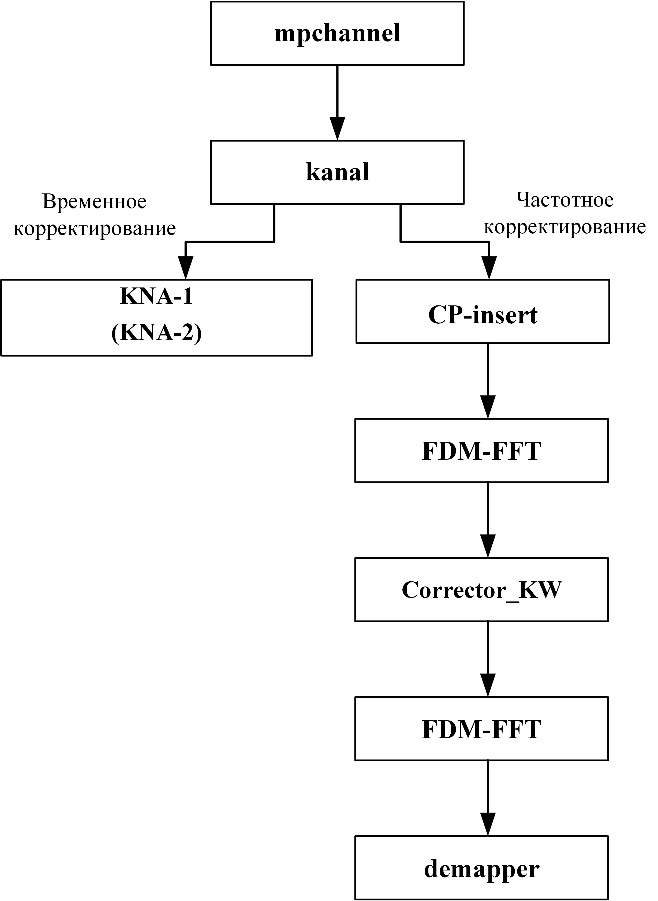 mpchannel
kanal
Временное
корректирование
Частотное
корректирование
KNA-1
(KNA-2)
CP-insert
FDM-FFT
Corrector_KW
FDM-FFT
demapper